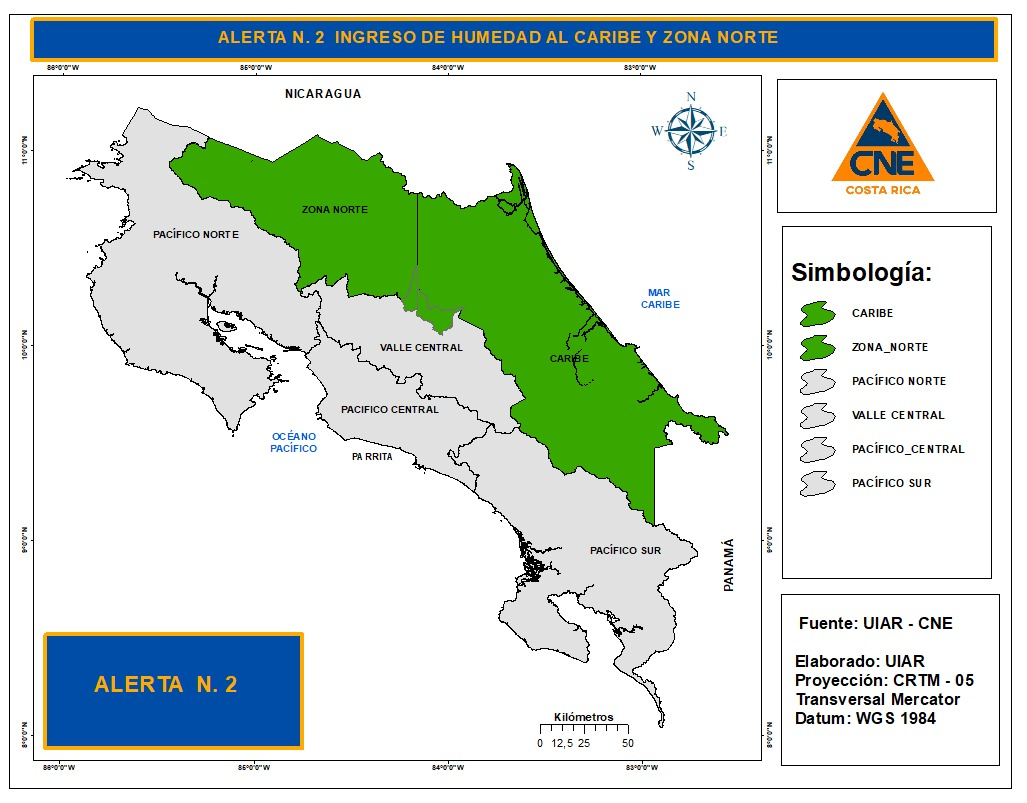 ALERTA N. 2 INGRESO DE HUMEDAD AL CARIBE Y ZONA NORTE
86°0'0"W 85°0'0"W 84°0'0"W 83°0'0"W
NICARAGUA
N
W E
S
11°0'0"N 11°0'0"N
CNE
COSTA RICA
ZONA NORTE
PACÍFICO NORTE
MAR
CARIBE
Simbología:
CARIBE
ZONA_NORTE
PACÍFICO NORTE
VALLE CENTRAL
PACÍFICO_CENTRAL
PACÍFICO SUR
10°0'0"N 10°0'0"N
VALLE CENTRAL
CARIBE
PACIFICO CENTRAL
OCÉANO
PACÍFICO
PA RRITA
9°0'0"N 9°0'0"N
PACÍFICO SUR
PANAMÁ
Fuente: UIAR - CNE
Elaborado: UIAR
Proyección: CRTM - 05
Transversal Mercator
Datum: WGS 1984
ALERTA N. 2
Kilómetros
0 12,5 25 50
8°0'0"N 8°0'0"N
86°0'0"W 85°0'0"W 84°0'0"W 83°0'0"W